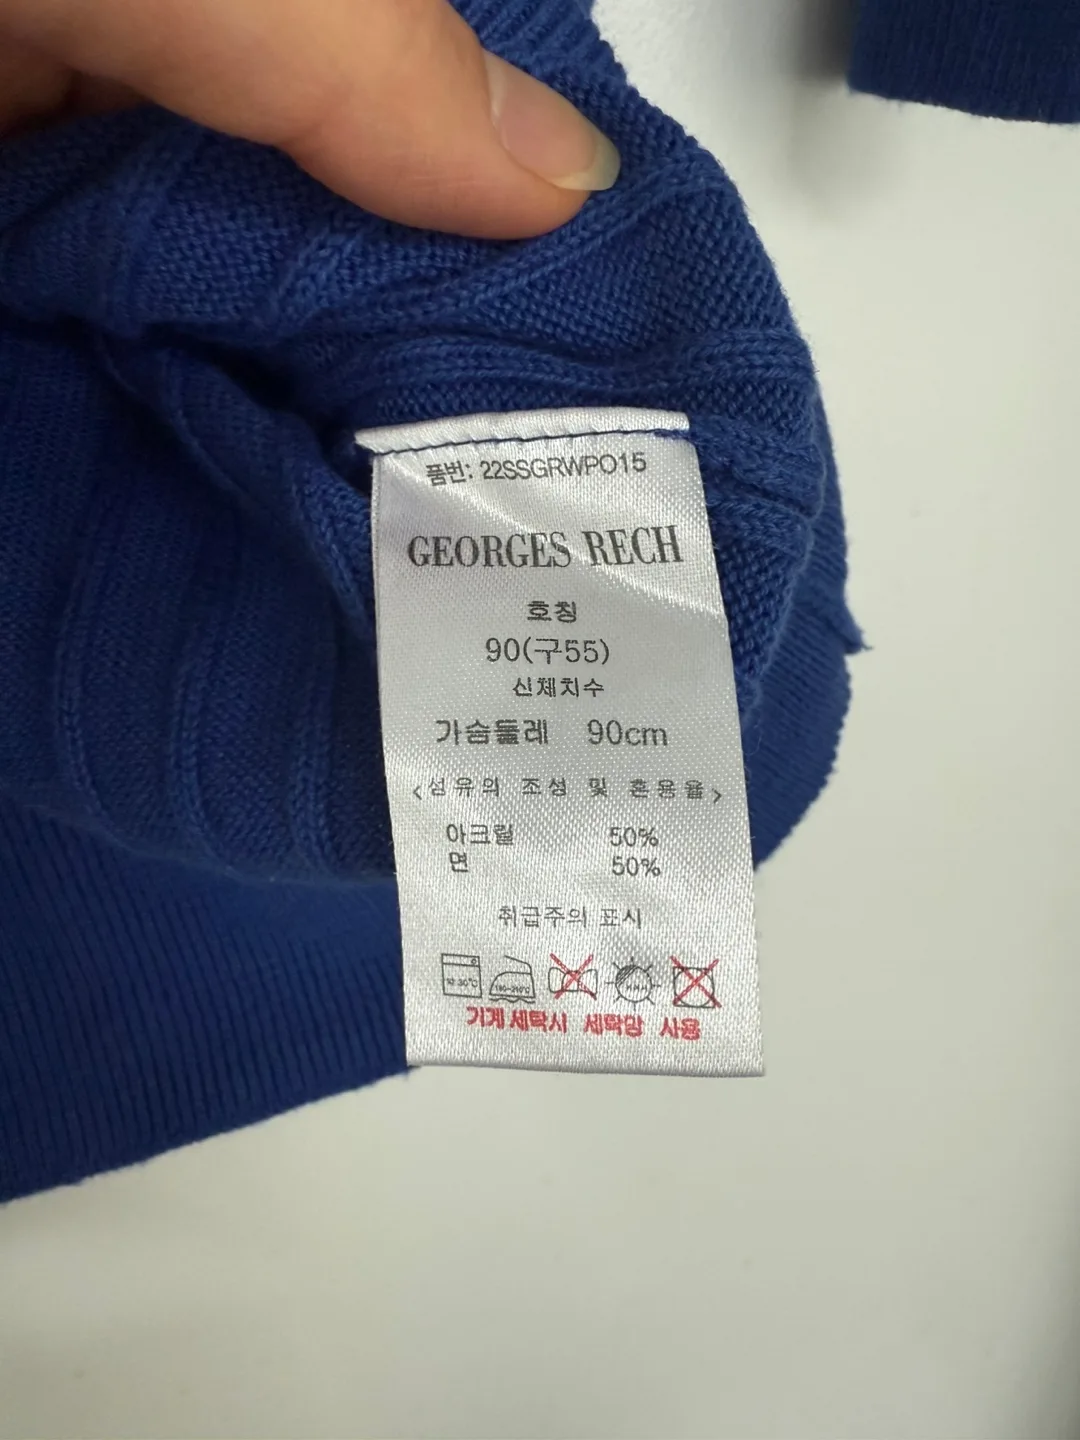 품번: 22SSGRWPO15
GEORGES RECH
호칭
90(구55)
신체치수
가슴둘레 90cm
<섬유의 조성 및 혼용율>
아크릴 50%
면 50%
취급주의 표시
기계 세탁시 세탁망 사용